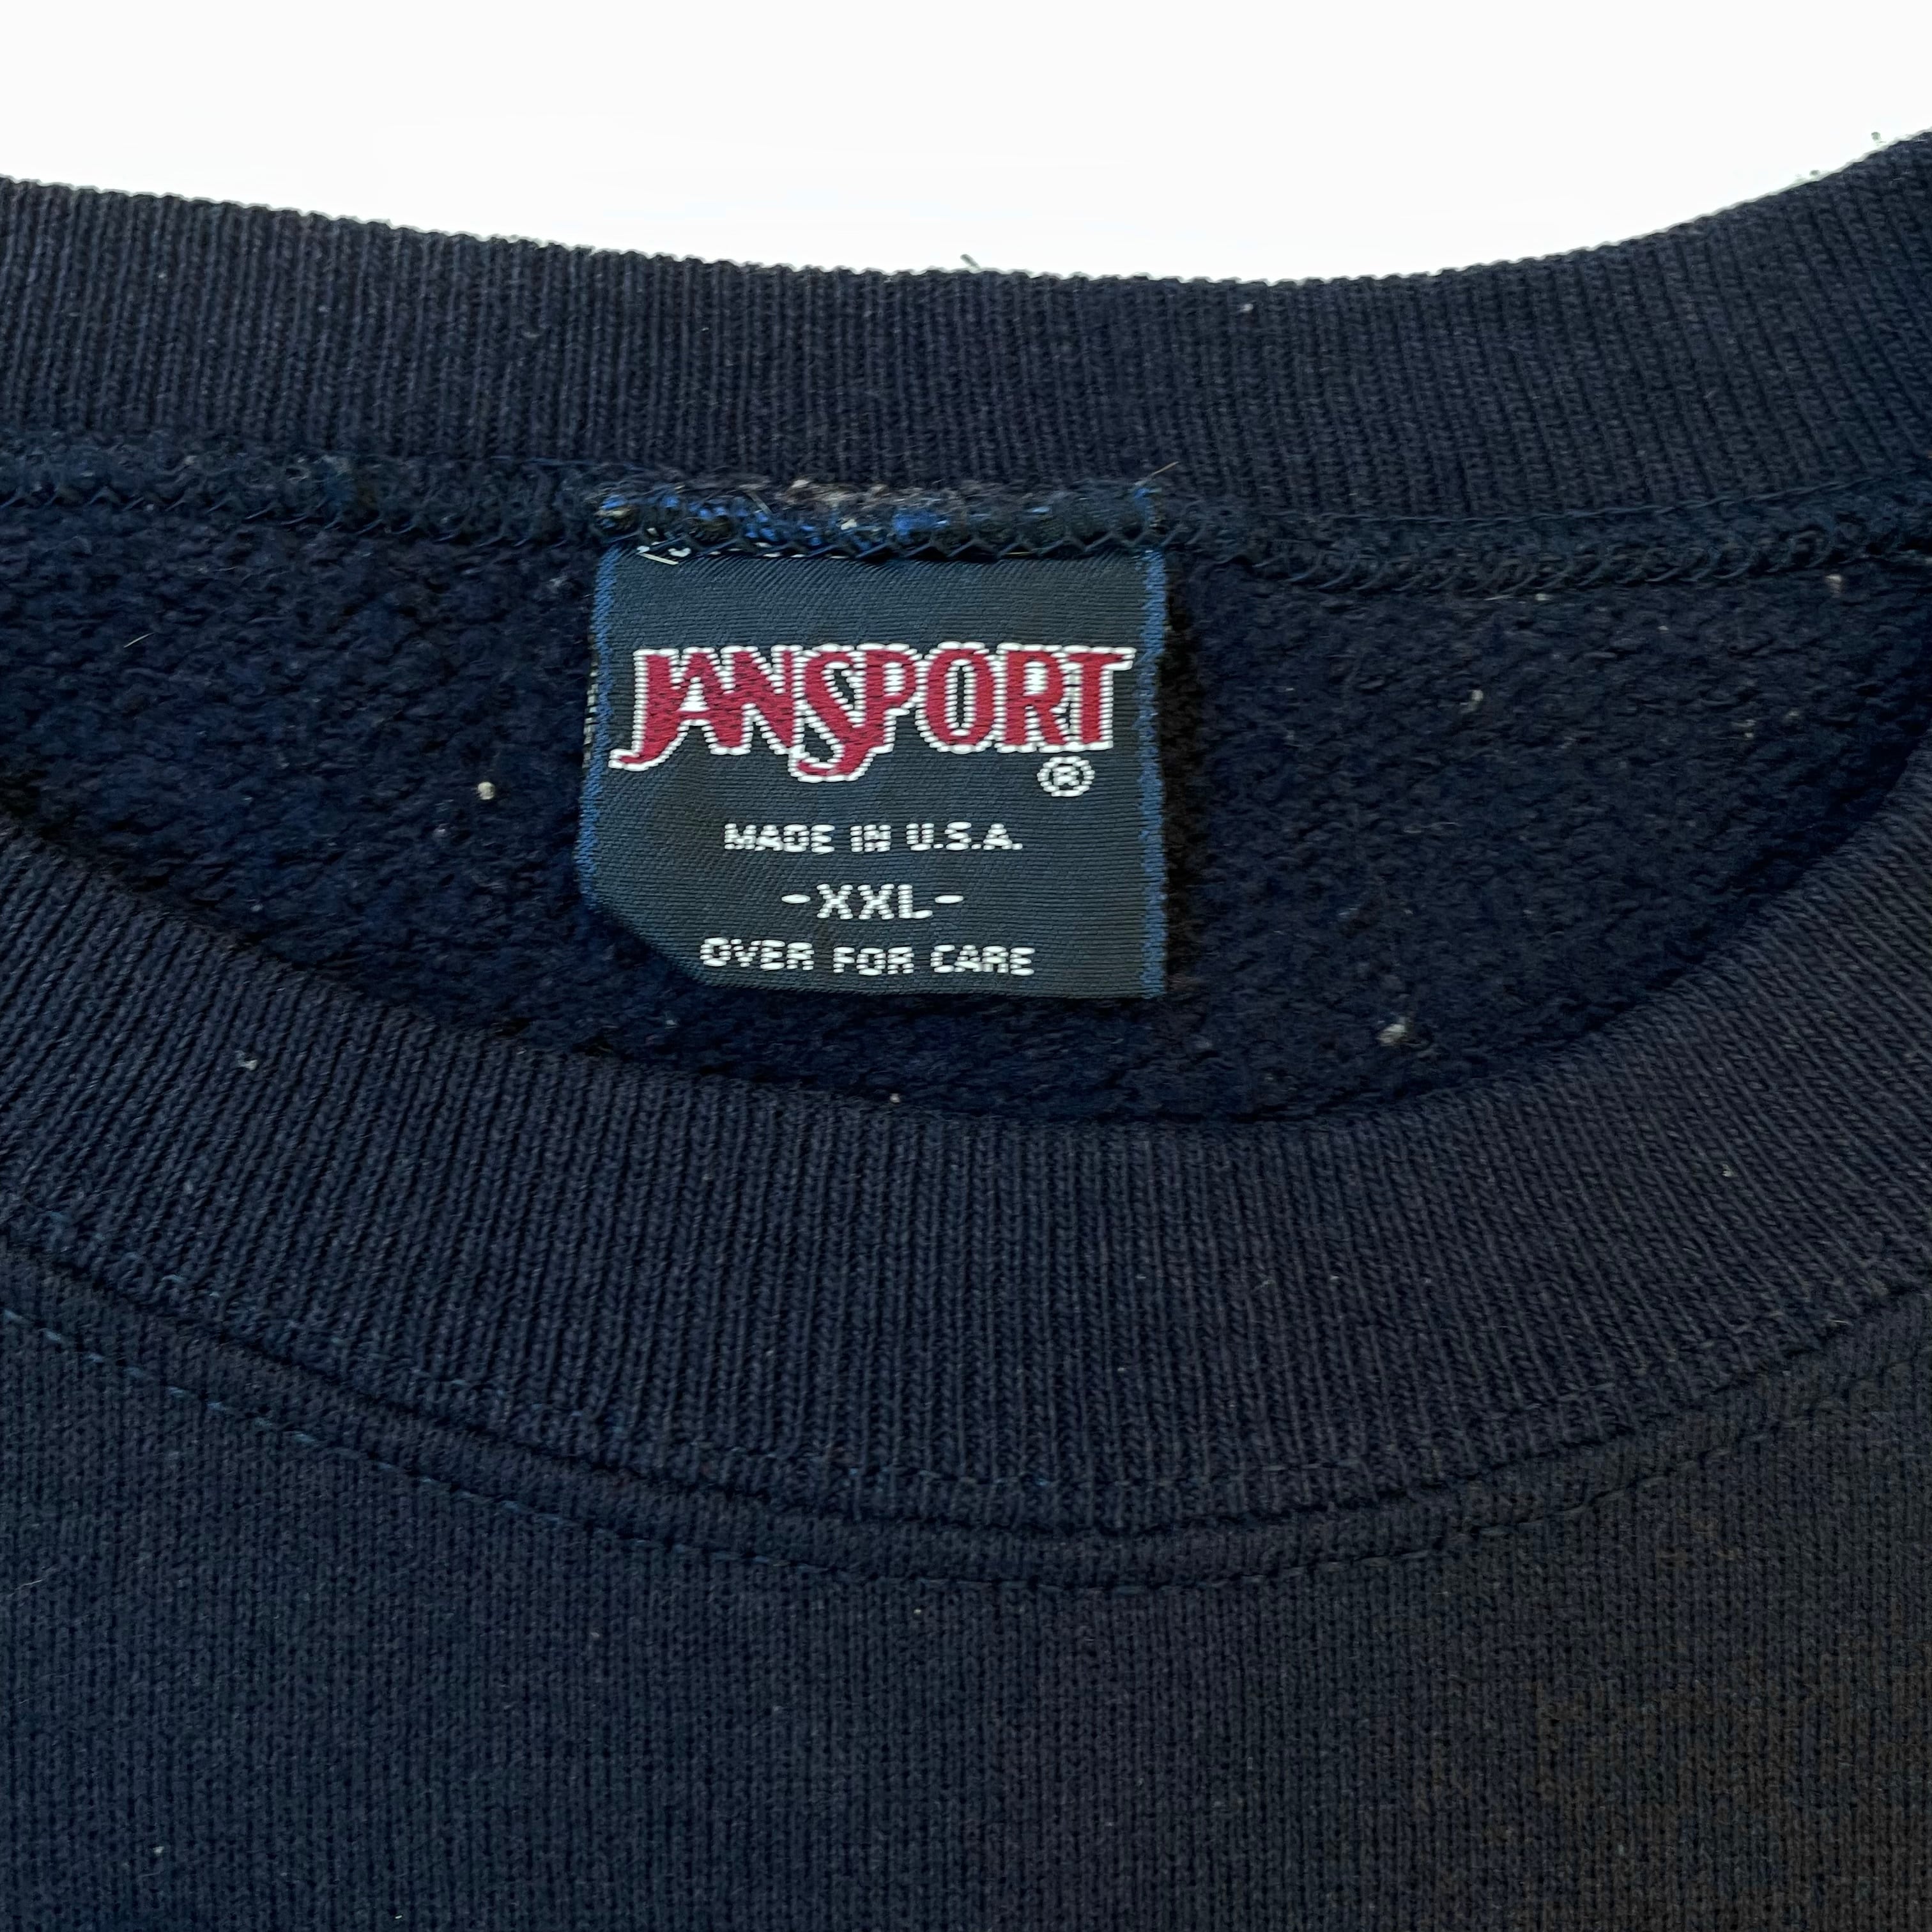 JANSPORT
®
MADE IN U.S.A.
-XXL-
OVER FOR CARE